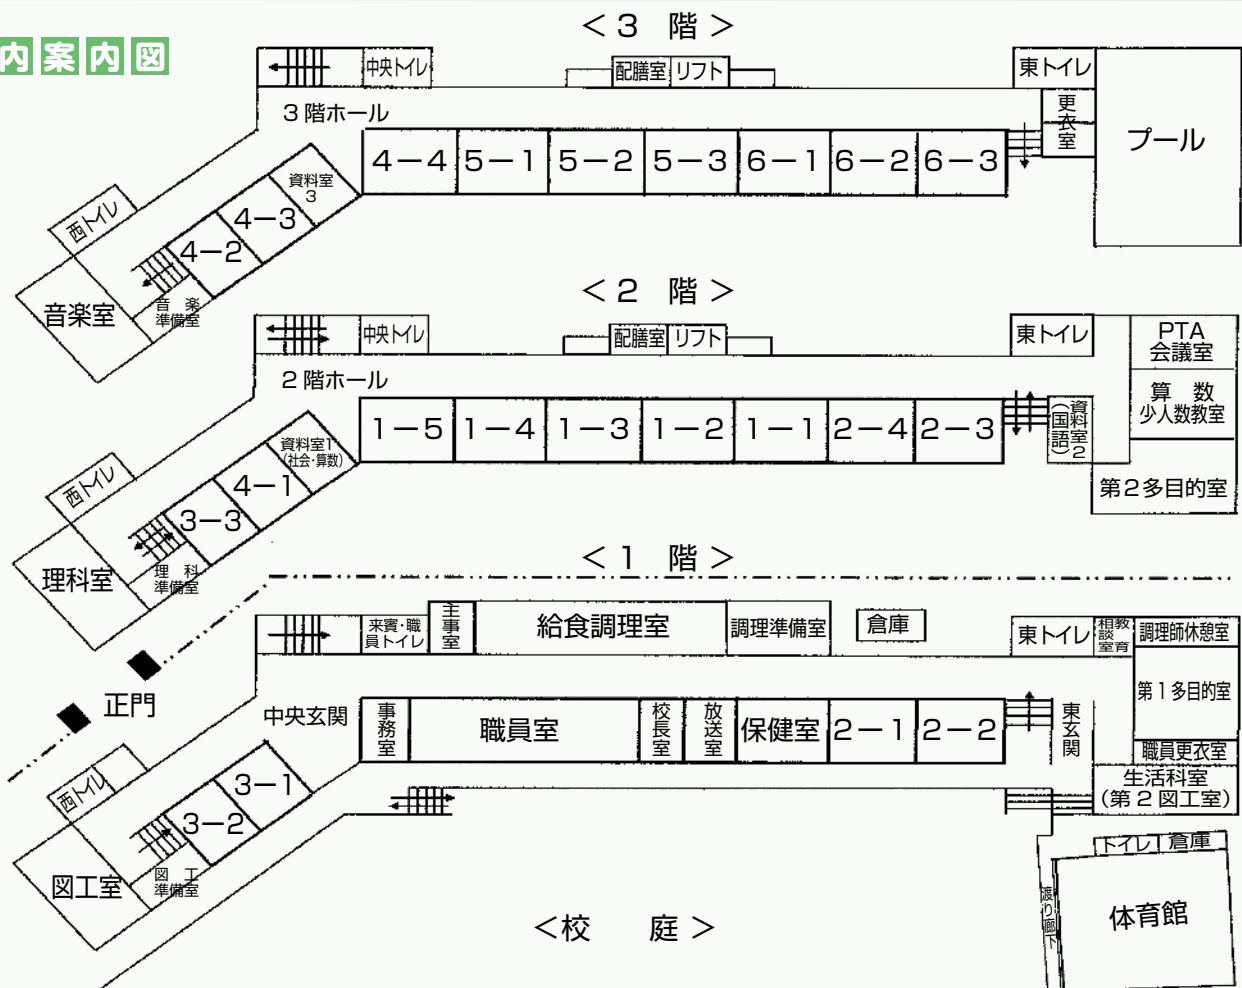 内案内図
＜３　階＞
中央トイレ
配膳室 リフト
東トイレ
更衣室
プール
３階ホール
４－４ ５－１ ５－２ ５－３ ６－１ ６－２ ６－３
資料室３
４－３
４－２
西トイレ
音楽室
音楽準備室
＜２　階＞
中央トイレ
配膳室 リフト
東トイレ
PTA
会議室
算　数
少人数教室
２階ホール
１－５ １－４ １－３ １－２ １－１ ２－４ ２－３
資料室２
（国語）
第２多目的室
資料室１
（社会・算数）
４－１
３－３
西トイレ
理科室
理科準備室
＜１　階＞
来賓・職
員トイレ
主事室
給食調理室
調理準備室
倉庫
東トイレ
教育相談室
調理師休憩室
第１多目的室
正門
中央玄関
事務室
職員室
校長室
放送室
保健室
２－１ ２－２
東玄関
職員更衣室
生活科室
（第２図工室）
３－１
３－２
西トイレ
図工室
図工準備室
トイレ 倉庫
体育館
渡り廊下
＜校　庭＞